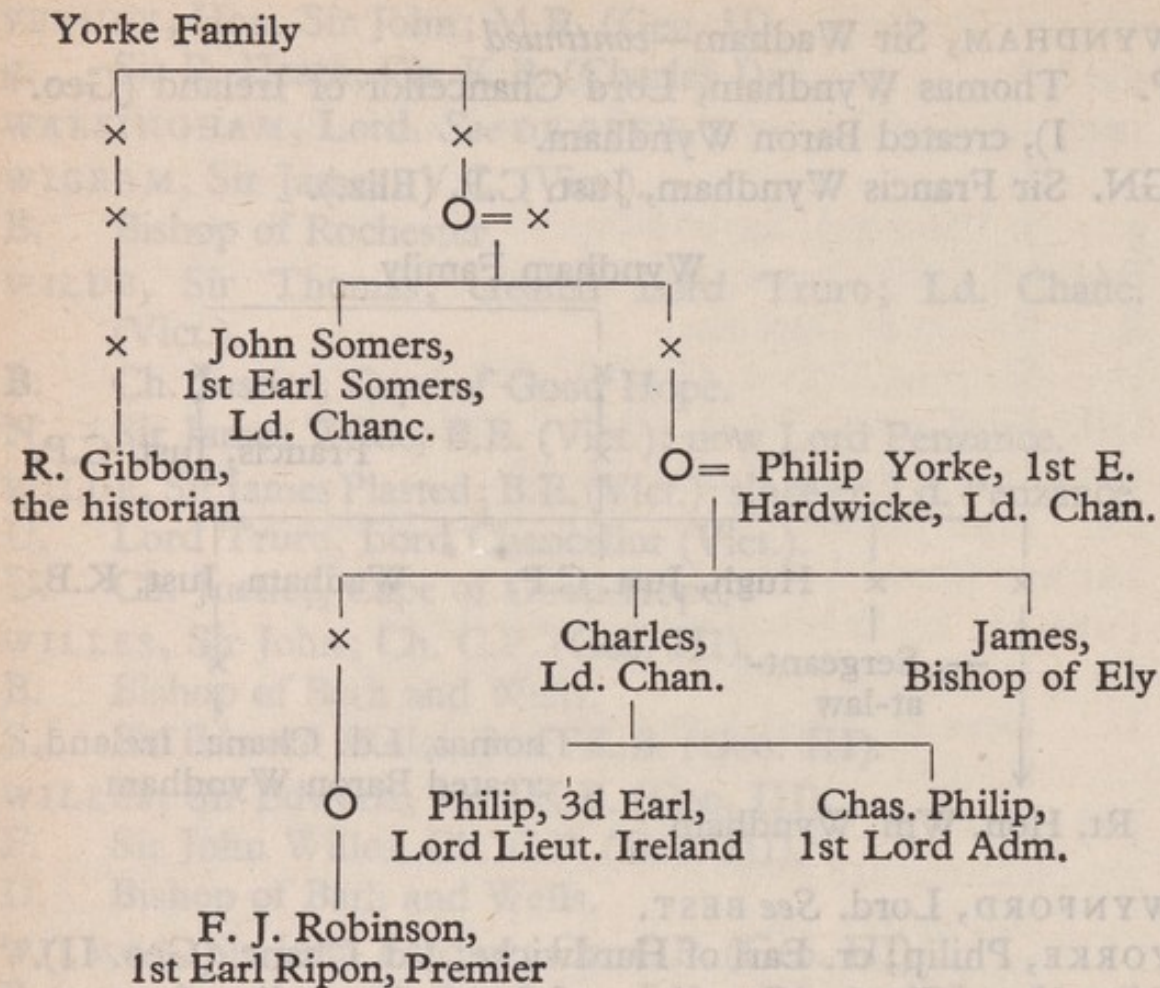 Yorke Family
× ×
× O = ×
× John Somers, ×
1st Earl Somers,
Ld. Chanc.
R. Gibbon, O= Philip Yorke, 1st E.
the historian Hardwicke, Ld. Chan.
× Charles, James,
Ld. Chan. Bishop of Ely
O Philip, 3d Earl, Chas. Philip,
Lord Lieut. Ireland 1st Lord Adm.
F. J. Robinson,
1st Earl Ripon, Premier